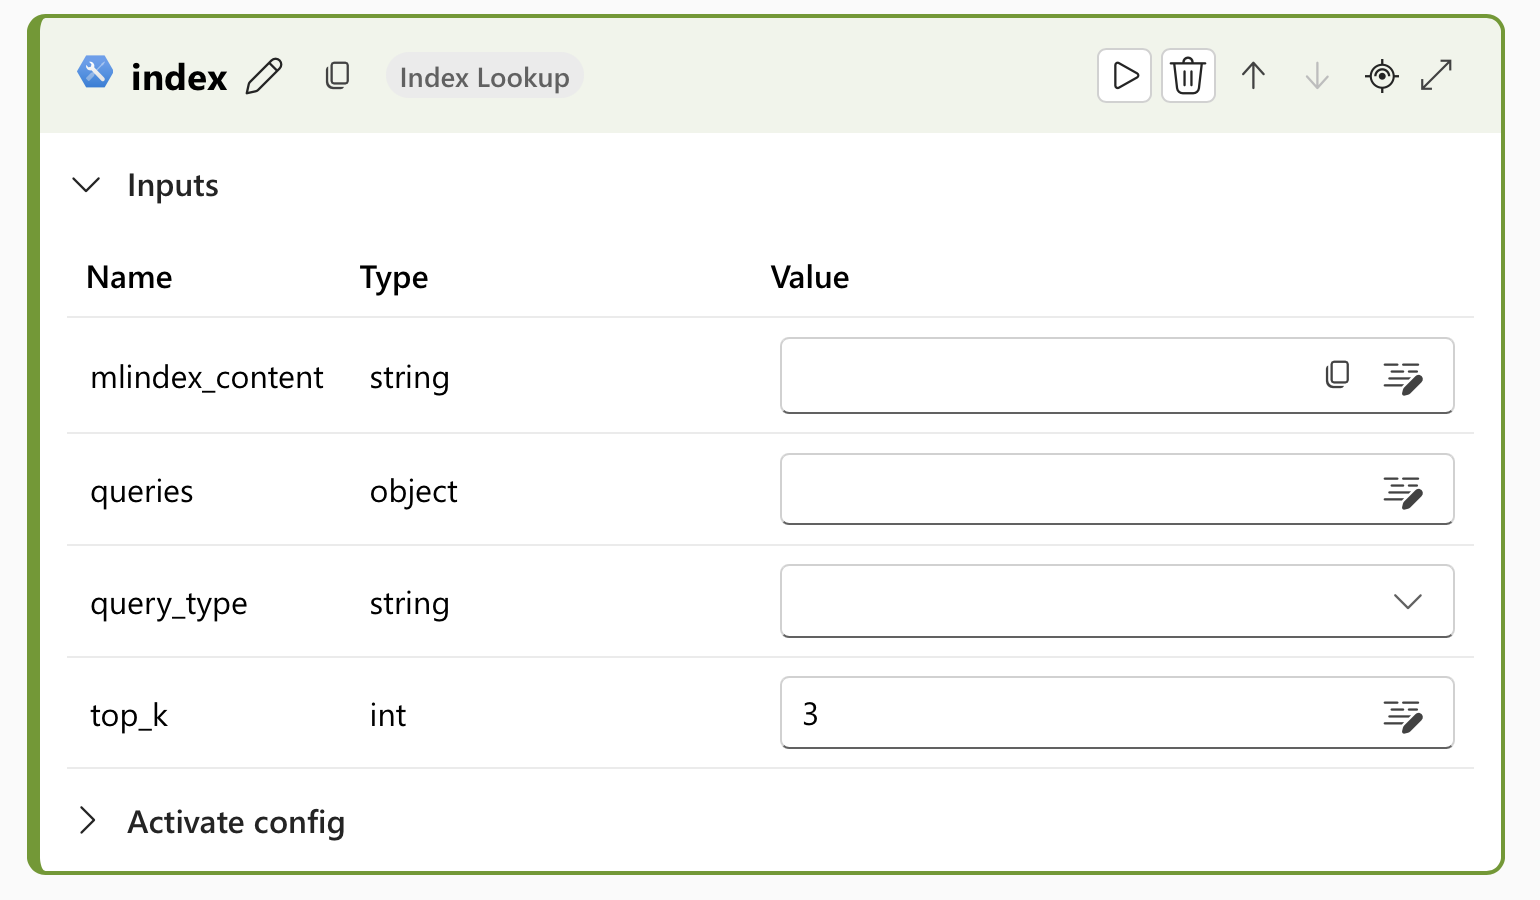 index Index Lookup
Inputs
Name Type Value
mlindex_content string
queries object
query_type string
top_k int 3
Activate config